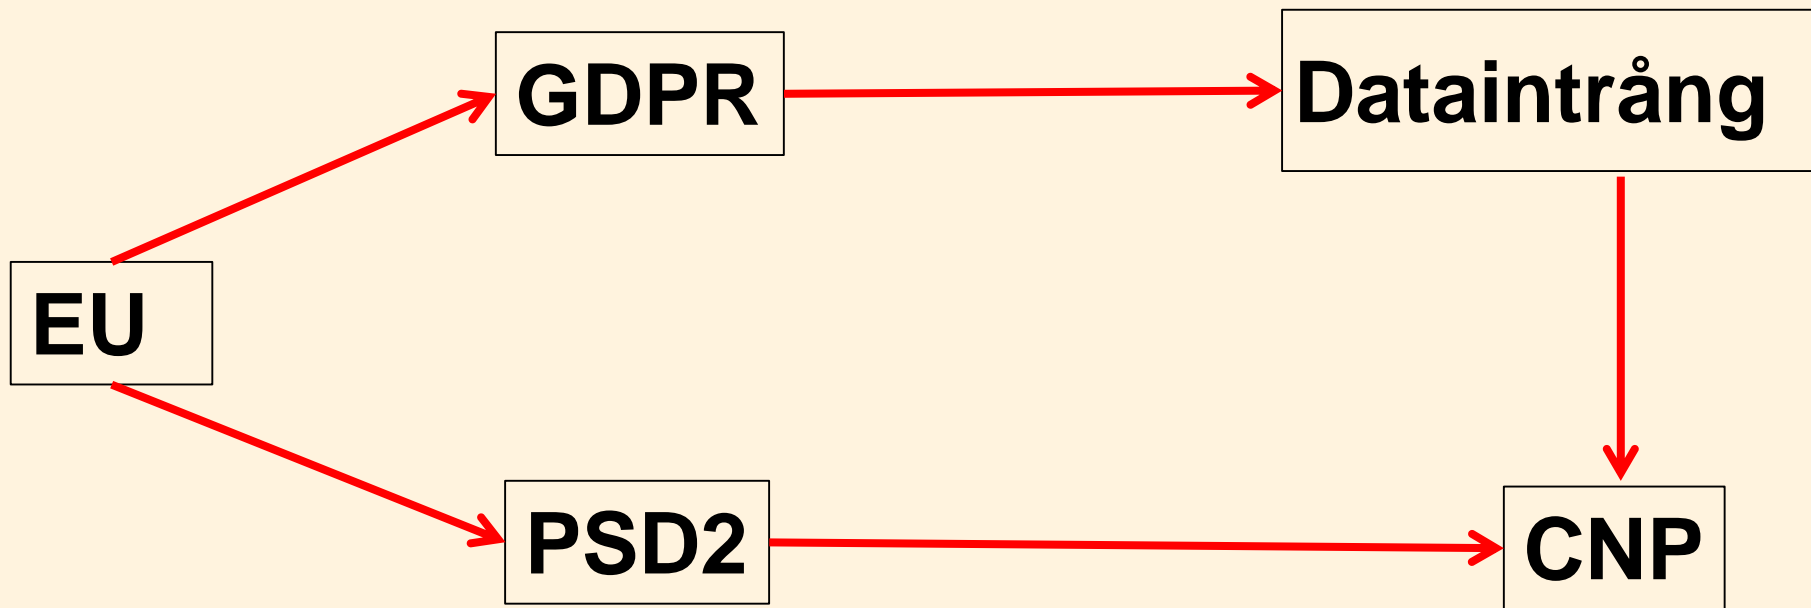 GDPR
Dataintrång
EU
PSD2
CNP